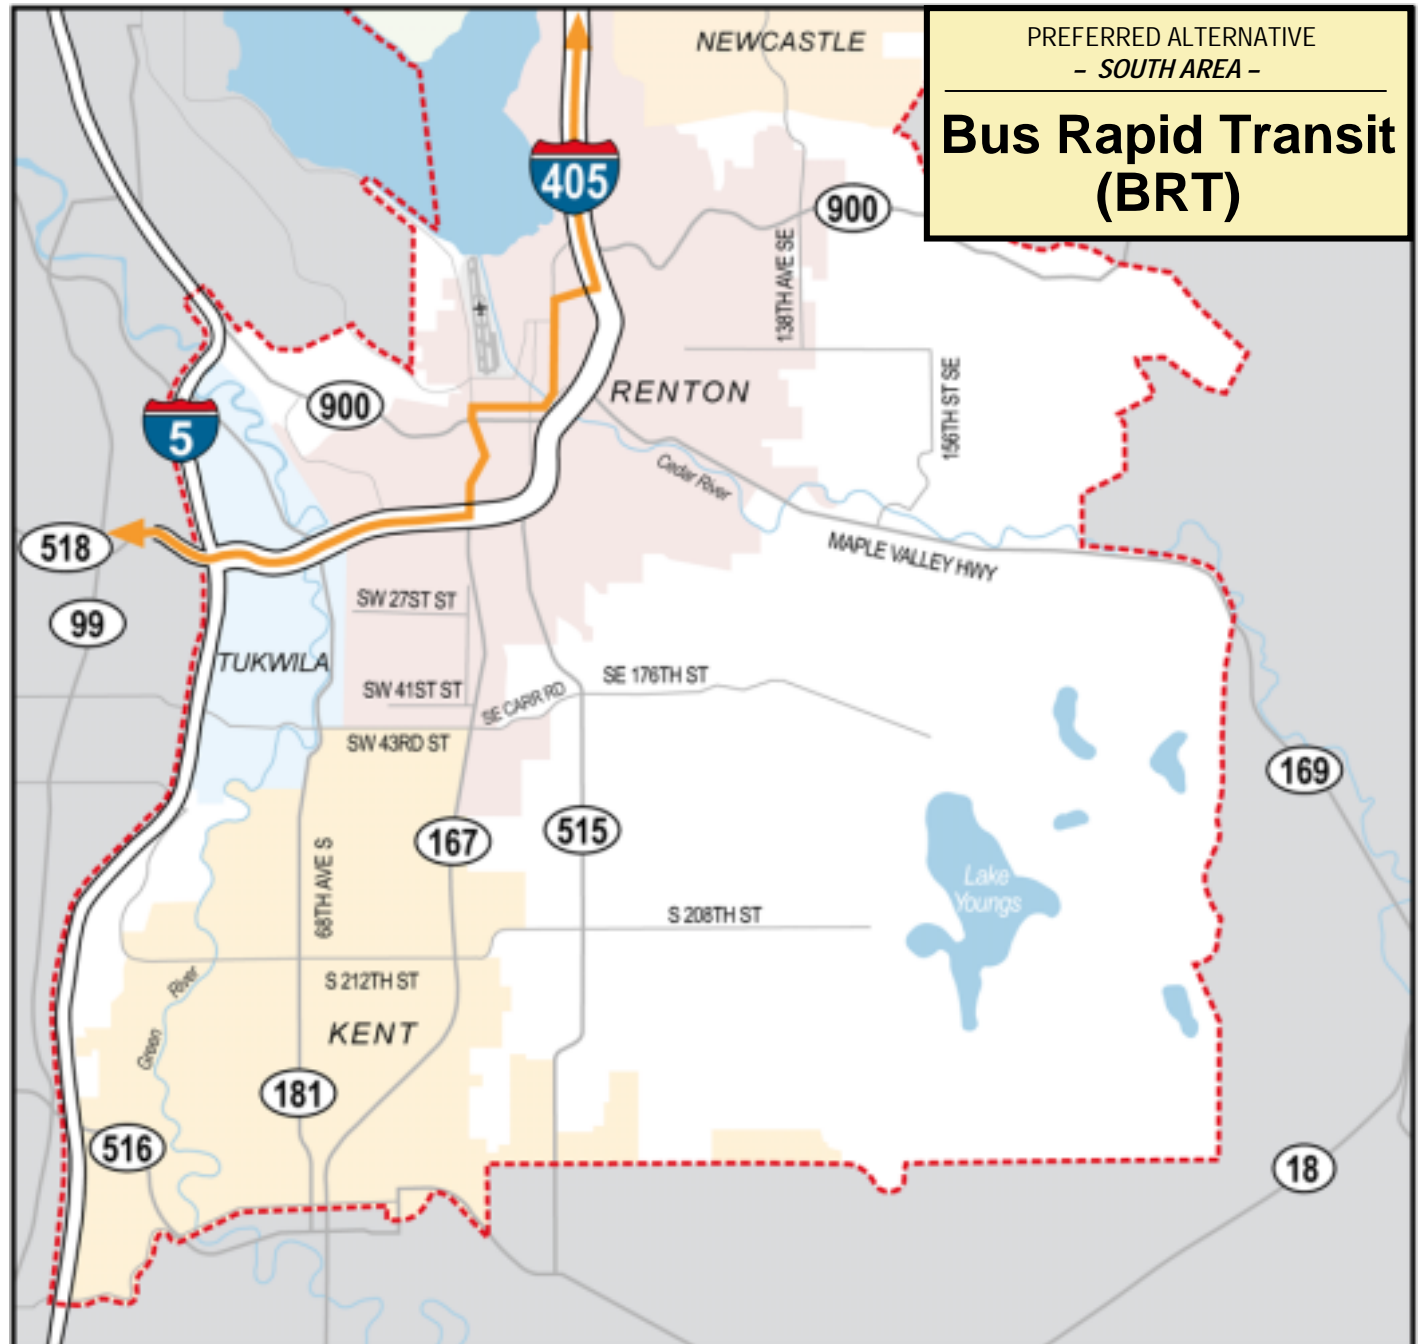 PREFERRED ALTERNATIVE
– SOUTH AREA –
Bus Rapid Transit
(BRT)
NEWCASTLE
405
900
138TH AVE SE
RENTON
900
156TH ST SE
5
Cedar River
518
MAPLE VALLEY HWY
99
SW 27ST ST
TUKWILA
SE 176TH ST
SW 41ST ST
SE CARR RD
SW 43RD ST
169
167
515
68TH AVE S
Lake
Youngs
S 208TH ST
S 212TH ST
Green River
KENT
181
516
18